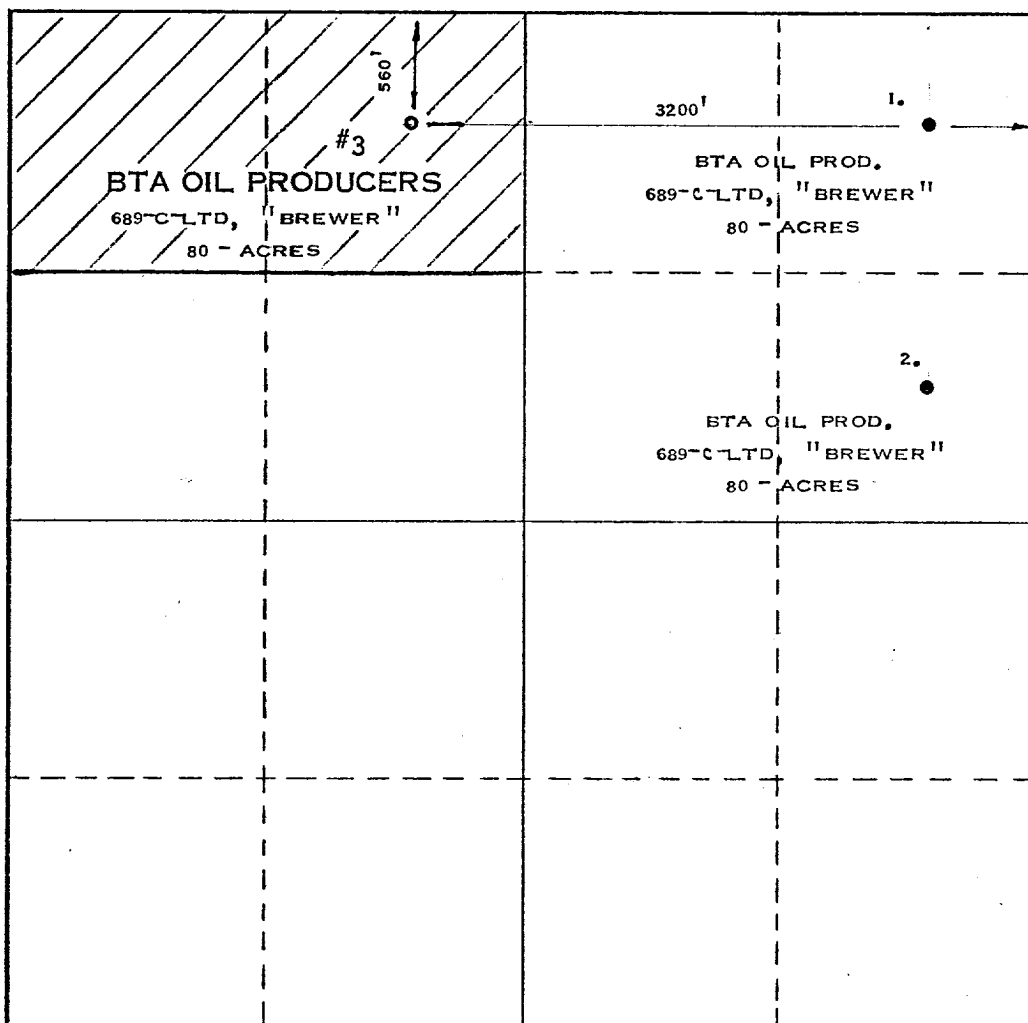 560'
#3
BTA OIL PRODUCERS
689-C-LTD, "BREWER"
80 - ACRES
3200'
1.
BTA OIL PROD.
689-C-LTD, "BREWER"
80 - ACRES
2.
BTA OIL PROD.
689-C-LTD, "BREWER"
80 - ACRES